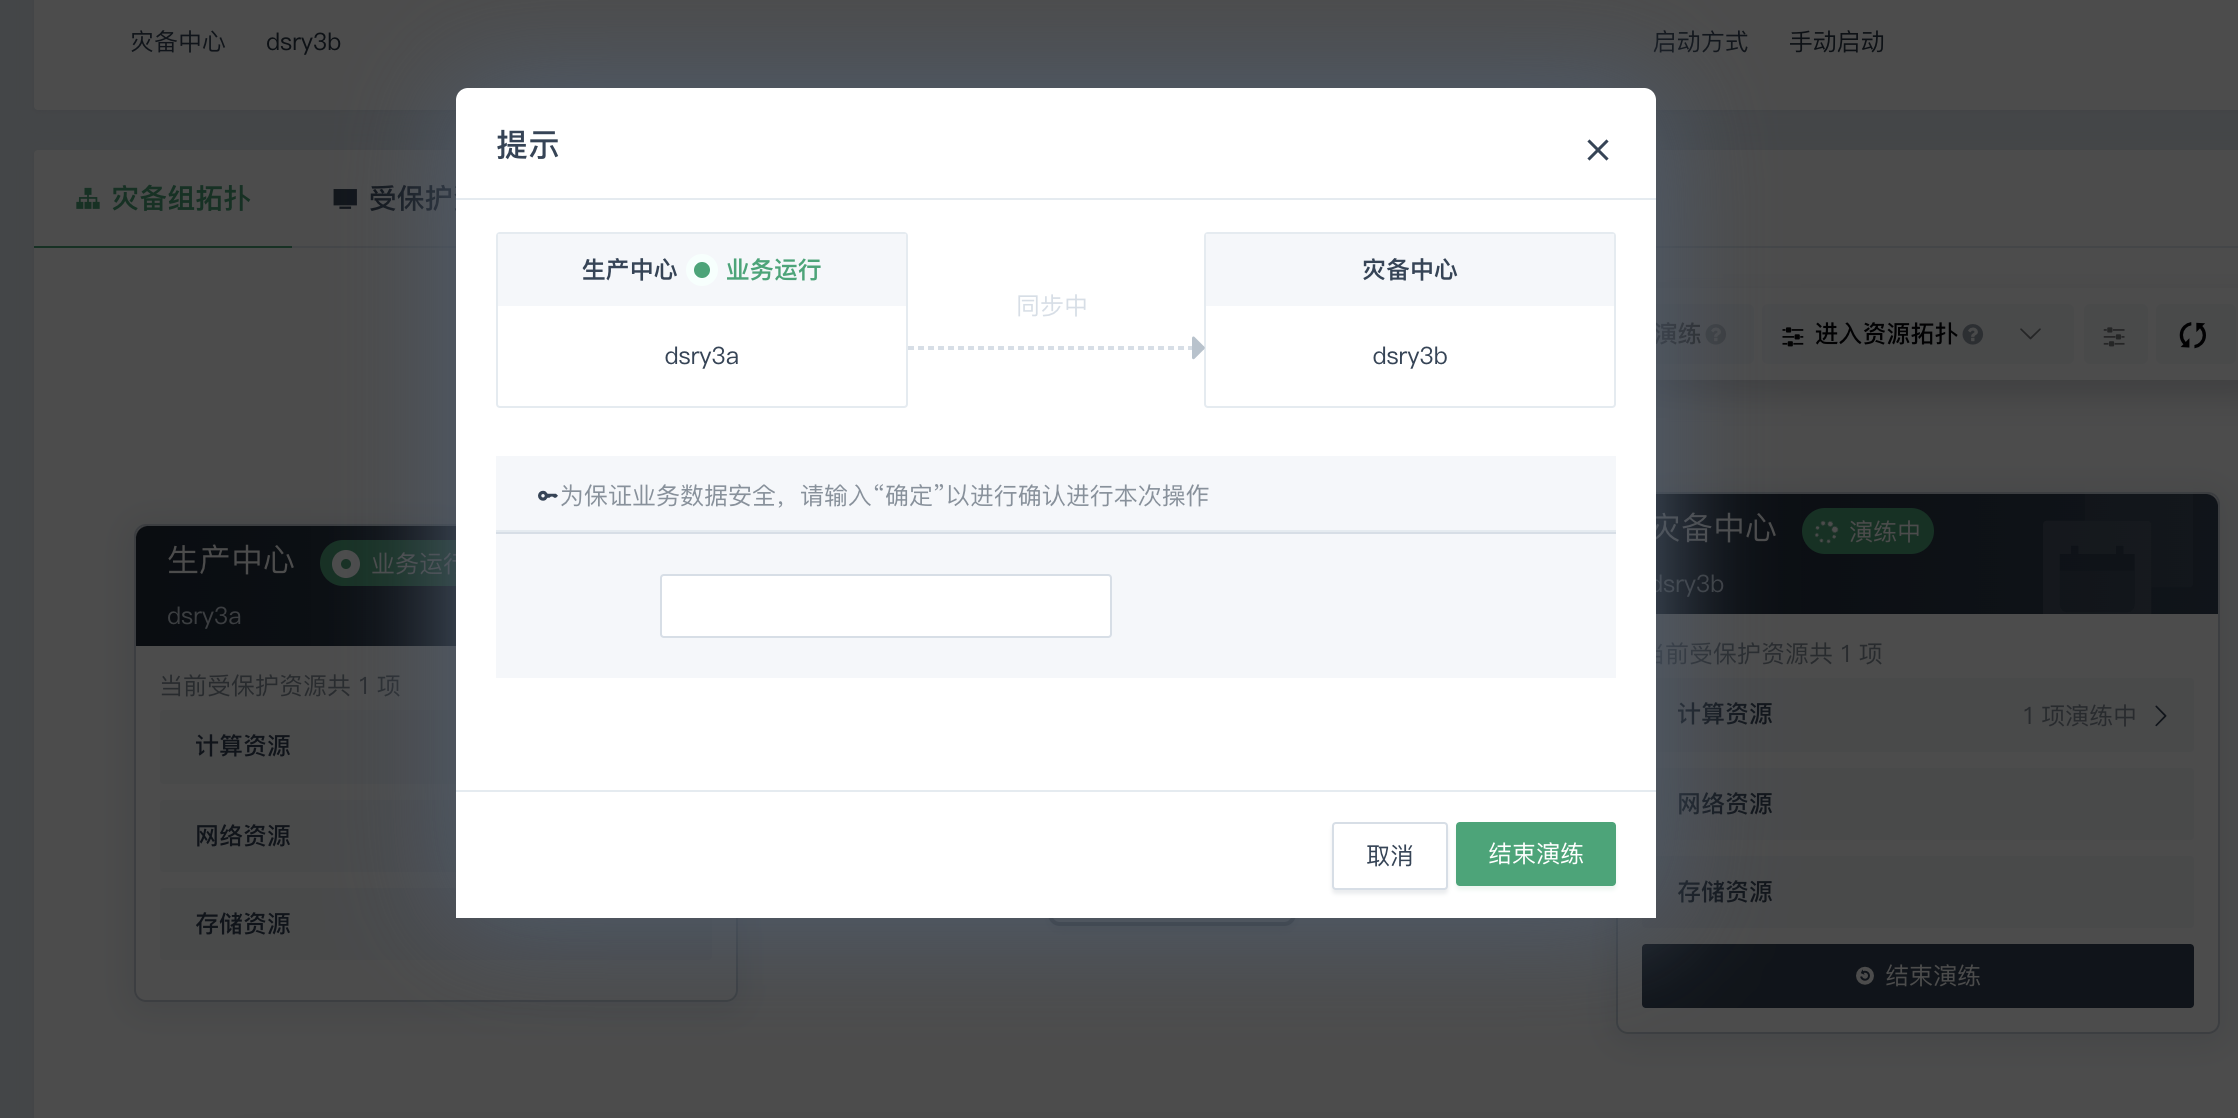 灾备中心 dsry3b
启动方式 手动启动
提示
灾备组拓扑 受保护
生产中心 业务运行
dsry3a
同步中
灾备中心
dsry3b
演练 进入资源拓扑
为保证业务数据安全，请输入“确定”以进行确认进行本次操作
生产中心 业务运行
dsry3a
当前受保护资源共 1 项
计算资源
网络资源
存储资源
灾备中心 演练中
dsry3b
当前受保护资源共 1 项
计算资源 1 项演练中
网络资源
存储资源
结束演练
取消 结束演练